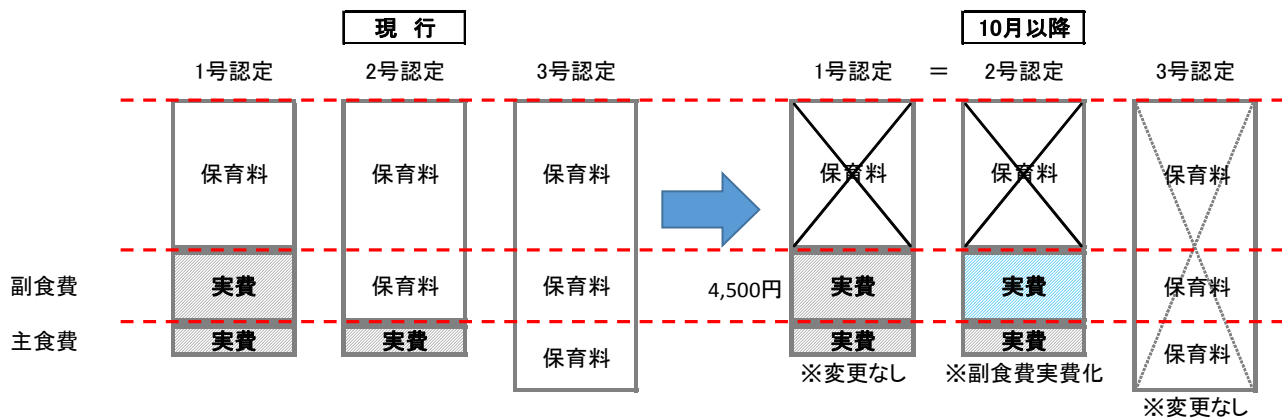 現 行
10月以降
1号認定
2号認定
3号認定
1号認定
=
2号認定
3号認定
保育料
保育料
保育料
保育料
保育料
保育料
副食費
実費
保育料
保育料
4,500円
実費
実費
保育料
主食費
実費
実費
保育料
実費
実費
保育料
※変更なし
※副食費実費化
※変更なし